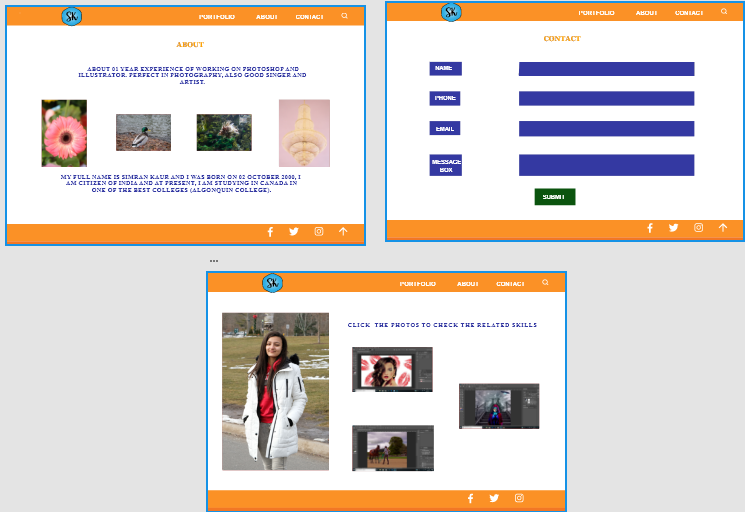 Sk
PORTFOLIO ABOUT CONTACT
ABOUT
ABOUT 01 YEAR EXPERIENCE OF WORKING ON PHOTOSHOP AND
ILLUSTRATOR. PERFECT IN PHOTOGRAPHY, ALSO GOOD SINGER AND
ARTIST.
MY FULL NAME IS SIMRAN KAUR AND I WAS BORN ON 02 OCTOBER 2000, I
AM CITIZEN OF INDIA AND AT PRESENT, I AM STUDYING IN CANADA IN
ONE OF THE BEST COLLEGES (ALGONQUIN COLLEGE).
Sk
PORTFOLIO ABOUT CONTACT
CONTACT
NAME
PHONE
EMAIL
MESSAGE
BOX
SUBMIT
...
Sk
PORTFOLIO ABOUT CONTACT
CLICK THE PHOTOS TO CHECK THE RELATED SKILLS